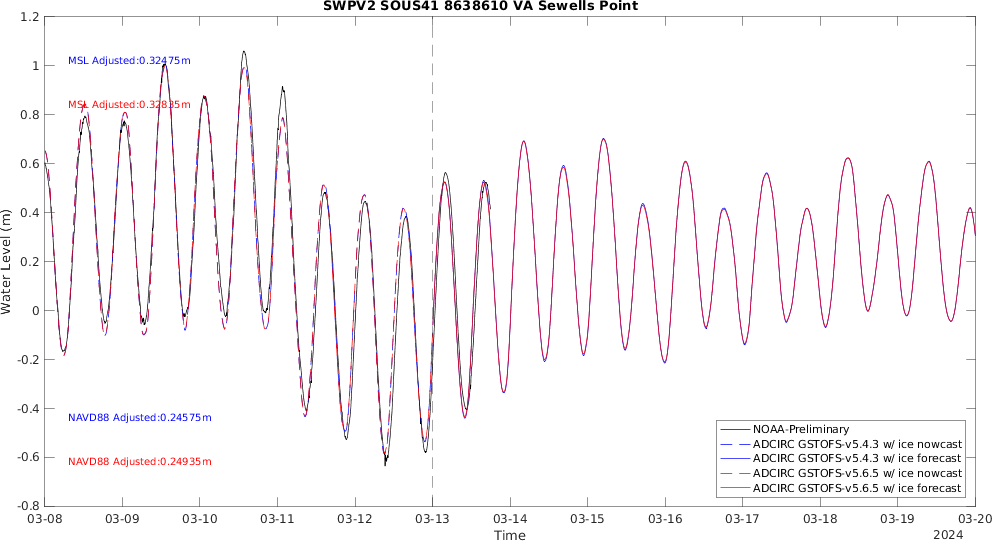 SWPV2 SOUS41 8638610 VA Sewells Point
Water Level (m)
1.2
1
0.8
0.6
0.4
0.2
0
-0.2
-0.4
-0.6
-0.8
MSL Adjusted:0.32475m
MSL Adjusted:0.32835m
NAVD88 Adjusted:0.24575m
NAVD88 Adjusted:0.24935m
NOAA-Preliminary
ADCIRC GSTOFS-v5.4.3 w/ ice nowcast
ADCIRC GSTOFS-v5.4.3 w/ ice forecast
ADCIRC GSTOFS-v5.6.5 w/ ice nowcast
ADCIRC GSTOFS-v5.6.5 w/ ice forecast
03-08 03-09 03-10 03-11 03-12 03-13 03-14 03-15 03-16 03-17 03-18 03-19 03-20
Time
2024